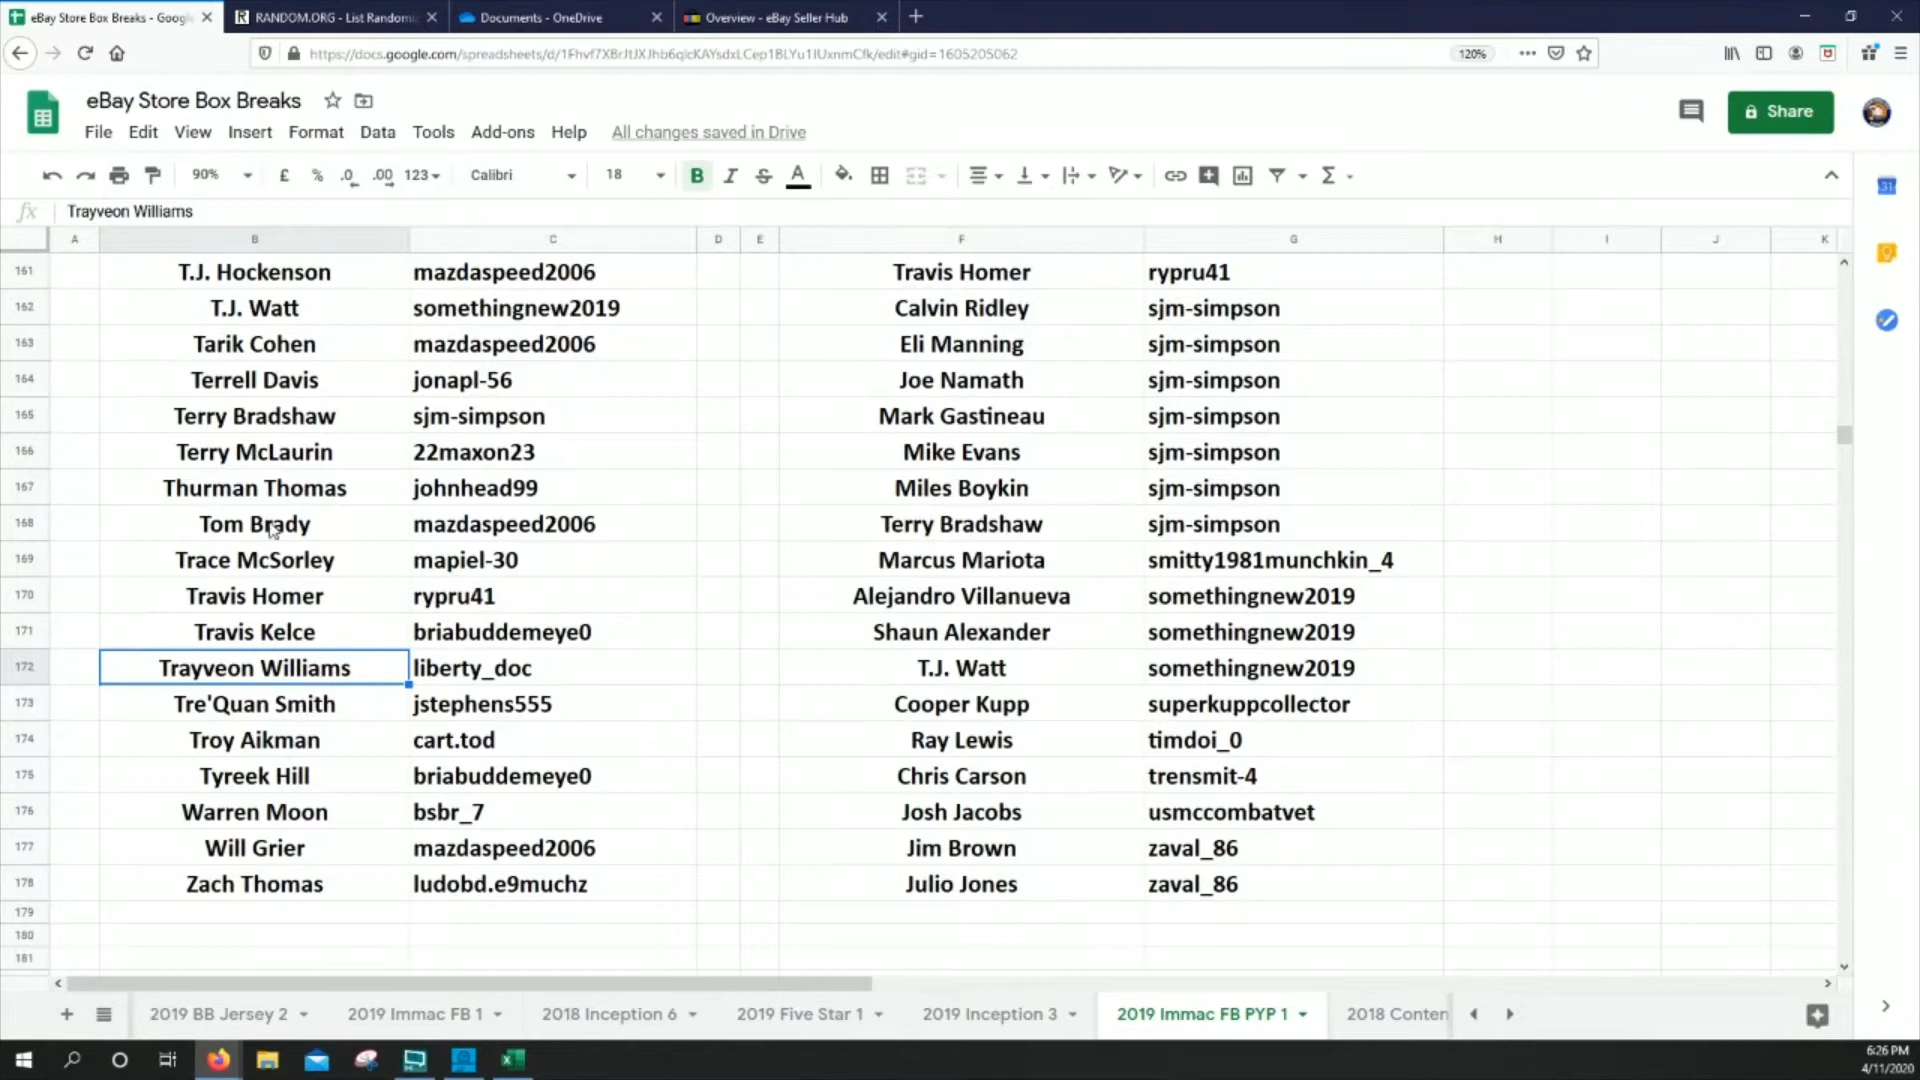 eBay Store Box Breaks - Google
RANDOM.ORG - List Randomi
Documents - OneDrive
Overview - eBay Seller Hub
120%
eBay Store Box Breaks
Share
File Edit View Insert Format Data Tools Add-ons Help All changes saved in Drive
90% £ % .0 .00 123 Calibri 18 B I S A Σ
fx Trayveon Williams
A B C D E F G H I J K
161 T.J. Hockenson mazdaspeed2006 Travis Homer rypru41
162 T.J. Watt somethingnew2019 Calvin Ridley sjm-simpson
163 Tarik Cohen mazdaspeed2006 Eli Manning sjm-simpson
164 Terrell Davis jonapl-56 Joe Namath sjm-simpson
165 Terry Bradshaw sjm-simpson Mark Gastineau sjm-simpson
166 Terry McLaurin 22maxon23 Mike Evans sjm-simpson
167 Thurman Thomas johnhead99 Miles Boykin sjm-simpson
168 Tom Brady mazdaspeed2006 Terry Bradshaw sjm-simpson
169 Trace McSorley mapiel-30 Marcus Mariota smitty1981munchkin_4
170 Travis Homer rypru41 Alejandro Villanueva somethingnew2019
171 Travis Kelce briabuddemeye0 Shaun Alexander somethingnew2019
172 Trayveon Williams liberty_doc T.J. Watt somethingnew2019
173 Tre'Quan Smith jstephens555 Cooper Kupp superkuppcollector
174 Troy Aikman cart.tod Ray Lewis timdoi_0
175 Tyreek Hill briabuddemeye0 Chris Carson trensmit-4
176 Warren Moon bsbr_7 Josh Jacobs usmccombatvet
177 Will Grier mazdaspeed2006 Jim Brown zaval_86
178 Zach Thomas ludobd.e9muchz Julio Jones zaval_86
179
180
181
2019 BB Jersey 2 2019 Immac FB 1 2018 Inception 6 2019 Five Star 1 2019 Inception 3 2019 Immac FB PYP 1 2018 Conten
6:26 PM
4/11/2020